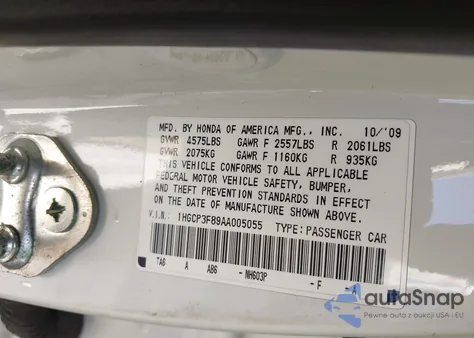 MFD. BY HONDA OF AMERICA MFG., INC. 10/'09
GVWR 4575LBS GAWR F 2557LBS R 2061LBS
GVWR 2075KG GAWR F 1160KG R 935KG
THIS VEHICLE CONFORMS TO ALL APPLICABLE
FEDERAL MOTOR VEHICLE SAFETY, BUMPER,
AND THEFT PREVENTION STANDARDS IN EFFECT ON
THE DATE OF MANUFACTURE SHOWN ABOVE.
V.I.N.: 1HGCP3F89AA005055 TYPE: PASSENGER CAR
TA6 A AB6 -NH603P -F -A
autaSnap
Pewne auta z aukcji USA i EU